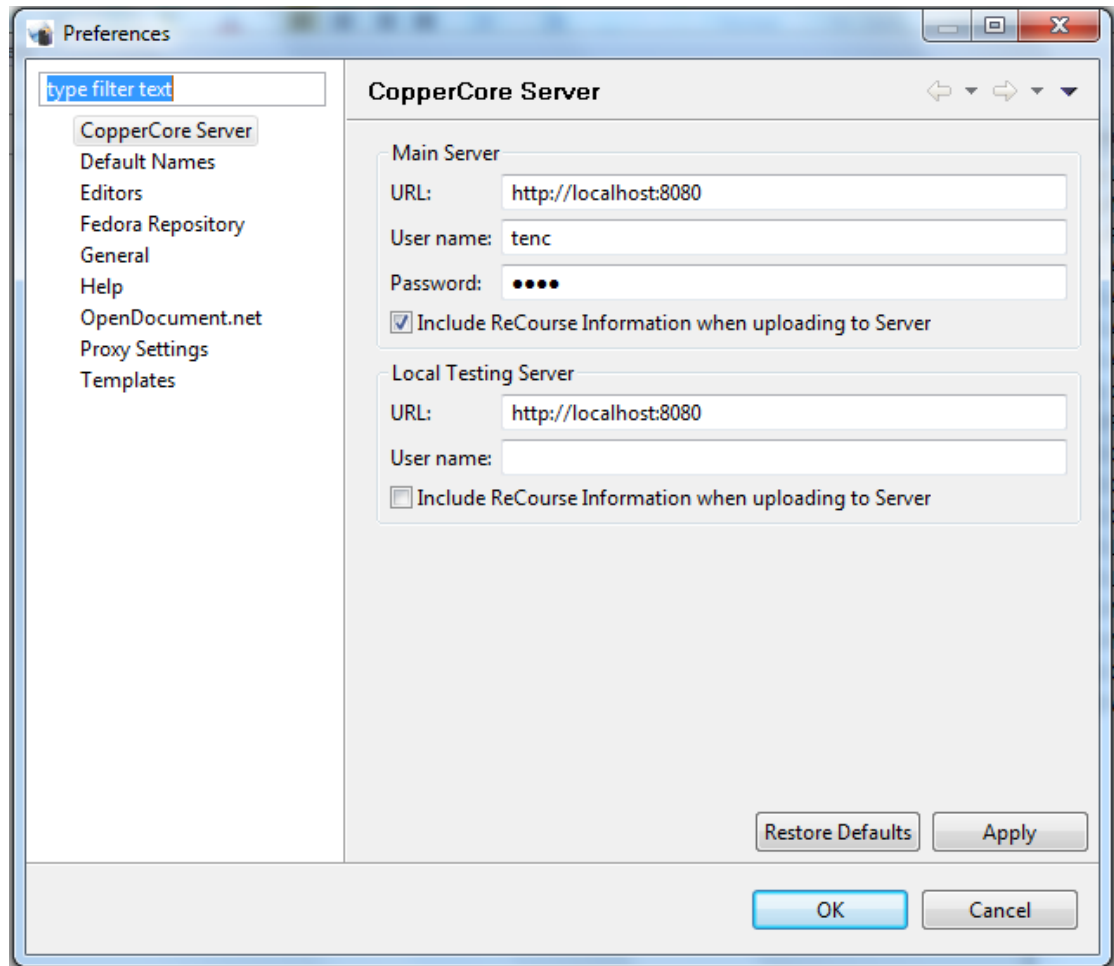 Preferences
type filter text
CopperCore Server
Default Names
Editors
Fedora Repository
General
Help
OpenDocument.net
Proxy Settings
Templates
CopperCore Server
Main Server
URL: http://localhost:8080
User name: tenc
Password: ●●●●
Include ReCourse Information when uploading to Server
Local Testing Server
URL: http://localhost:8080
User name:
Include ReCourse Information when uploading to Server
Restore Defaults Apply
OK Cancel